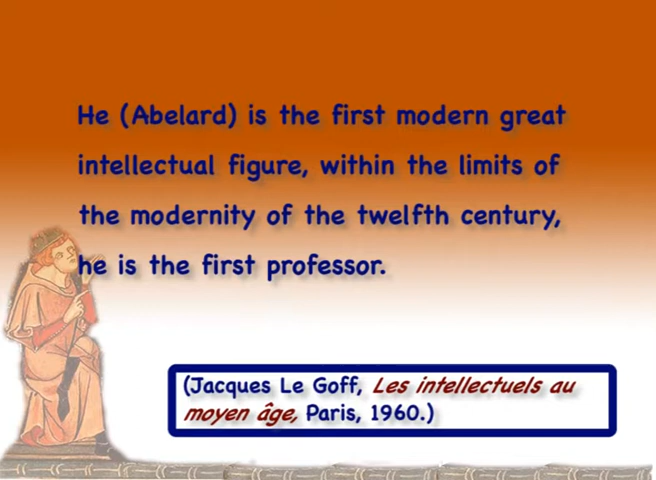 He (Abelard) is the first modern great
intellectual figure, within the limits of
the modernity of the twelfth century,
he is the first professor.
(Jacques Le Goff, Les intellectuels au
moyen âge, Paris, 1960.)